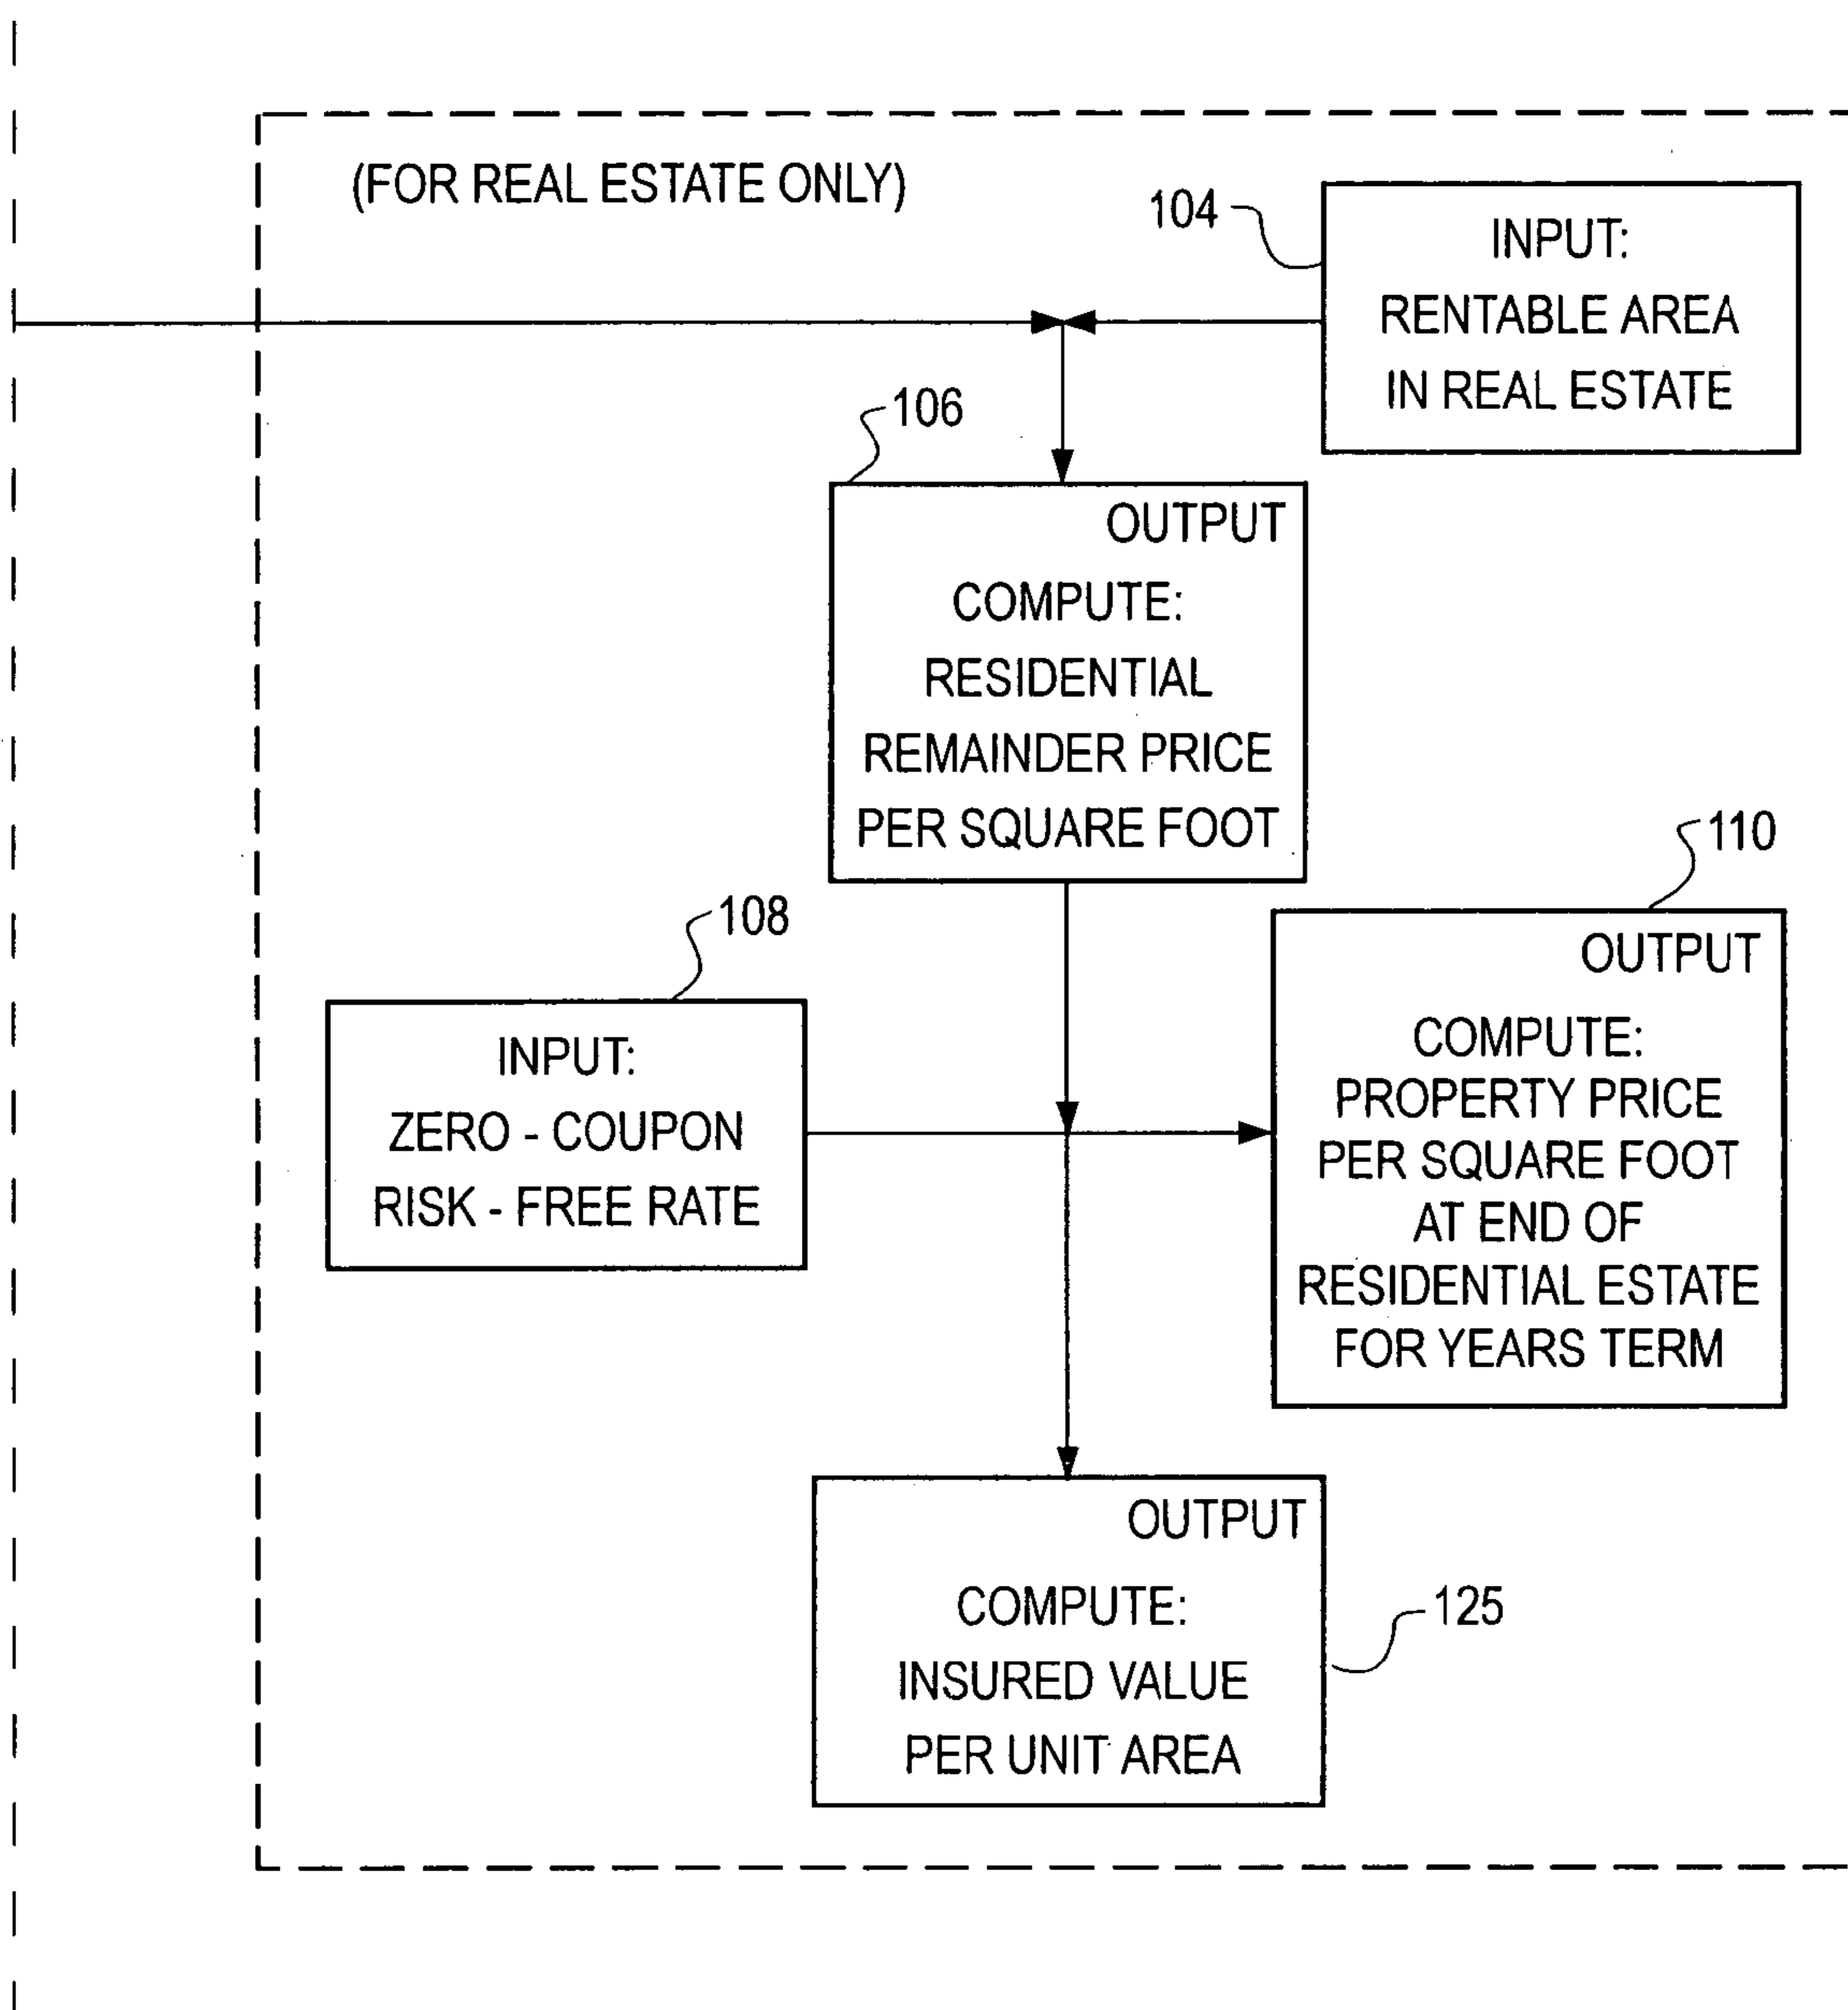 (FOR REAL ESTATE ONLY)
104
INPUT:
RENTABLE AREA
IN REAL ESTATE
106
OUTPUT
COMPUTE:
RESIDENTIAL
REMAINDER PRICE
PER SQUARE FOOT
108
INPUT:
ZERO - COUPON
RISK - FREE RATE
110
OUTPUT
COMPUTE:
PROPERTY PRICE
PER SQUARE FOOT
AT END OF
RESIDENTIAL ESTATE
FOR YEARS TERM
OUTPUT
COMPUTE:
INSURED VALUE
PER UNIT AREA
125